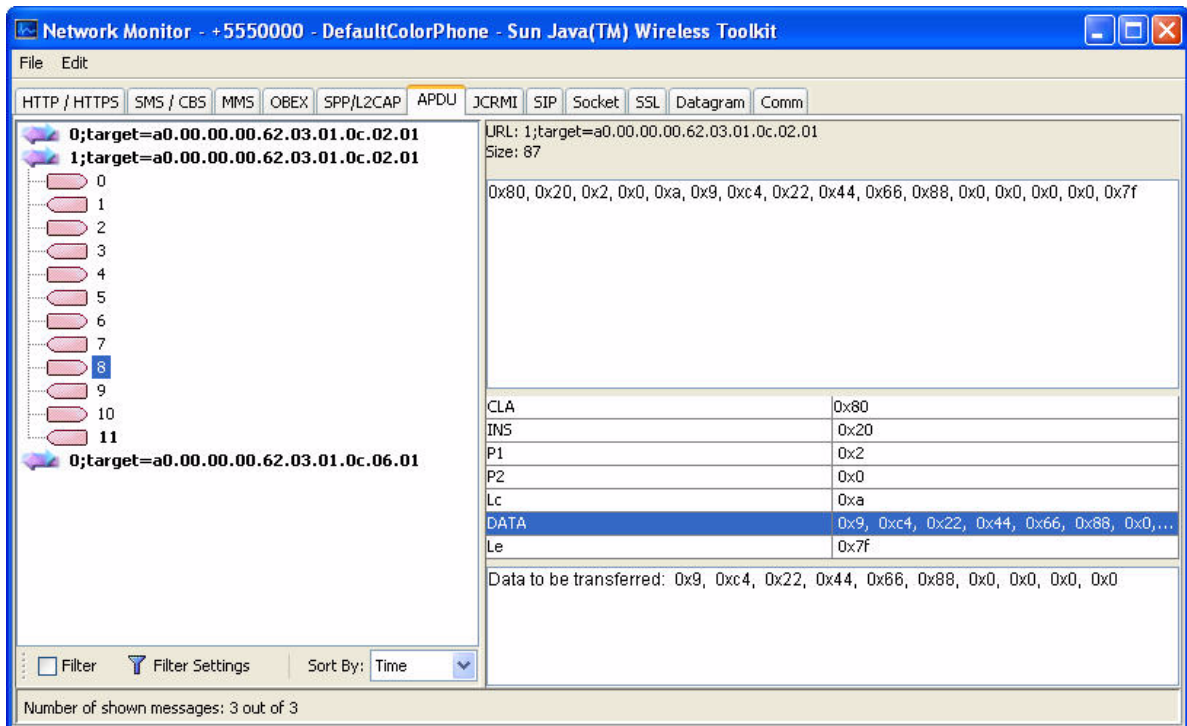 Network Monitor - +5550000 - DefaultColorPhone - Sun Java(TM) Wireless Toolkit
File Edit
HTTP / HTTPS SMS / CBS MMS OBEX SPP/L2CAP APDU JCRMI SIP Socket SSL Datagram Comm
0;target=a0.00.00.00.62.03.01.0c.02.01
1;target=a0.00.00.00.62.03.01.0c.02.01
0
1
2
3
4
5
6
7
8
9
10
11
0;target=a0.00.00.00.62.03.01.0c.06.01
Filter Filter Settings Sort By: Time
URL: 1;target=a0.00.00.00.62.03.01.0c.02.01
Size: 87
0x80, 0x20, 0x2, 0x0, 0xa, 0x9, 0xc4, 0x22, 0x44, 0x66, 0x88, 0x0, 0x0, 0x0, 0x0, 0x7f
CLA 0x80
INS 0x20
P1 0x2
P2 0x0
Lc 0xa
DATA 0x9, 0xc4, 0x22, 0x44, 0x66, 0x88, 0x0,...
Le 0x7f
Data to be transferred: 0x9, 0xc4, 0x22, 0x44, 0x66, 0x88, 0x0, 0x0, 0x0, 0x0
Number of shown messages: 3 out of 3